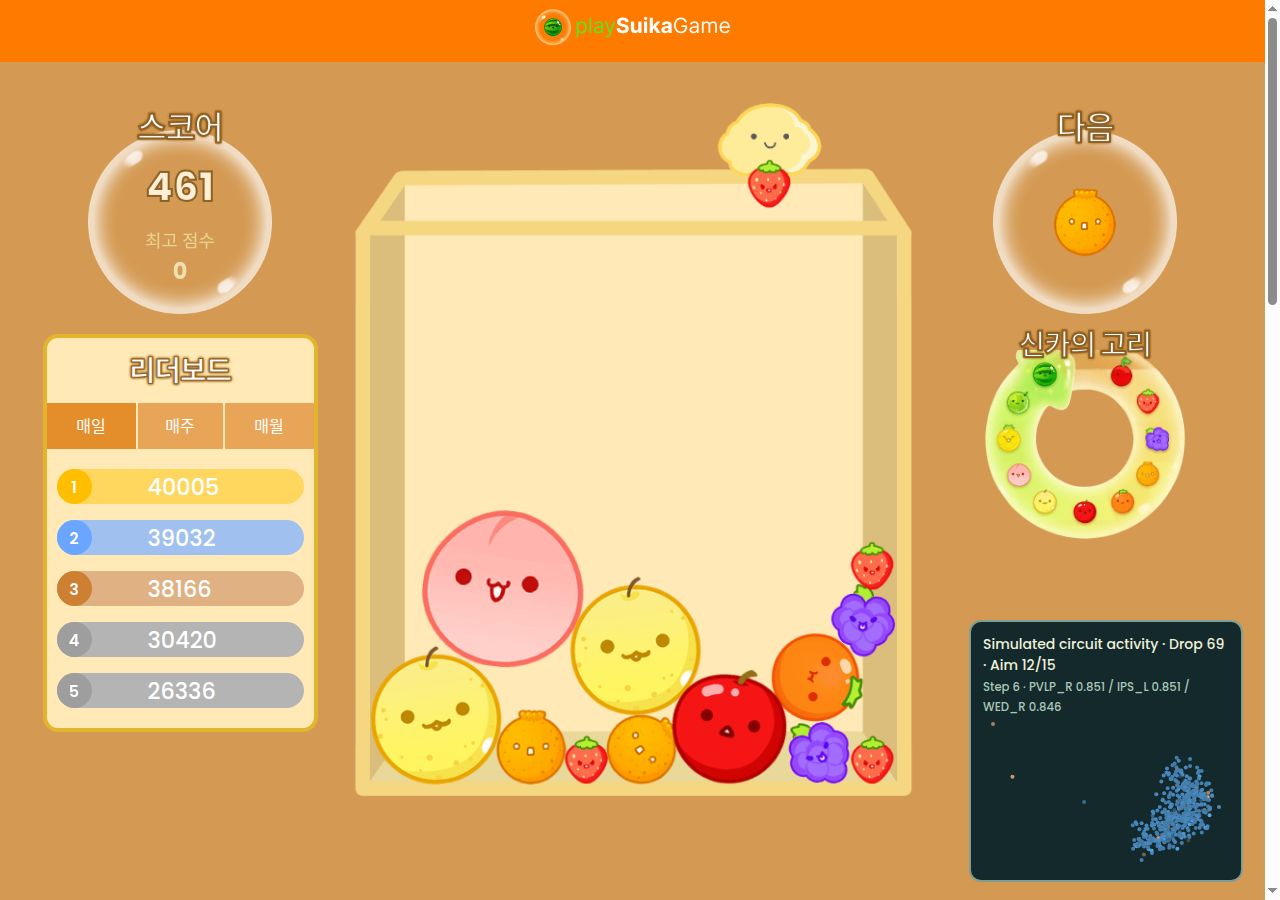 playSuikaGame
스코어
461
최고 점수
0
다음
신카의 고리
리더보드
매일 매주 매월
1 40005
2 39032
3 38166
4 30420
5 26336
Simulated circuit activity · Drop 69
· Aim 12/15
Step 6 · PVLP_R 0.851 / IPS_L 0.851 /
WED_R 0.846